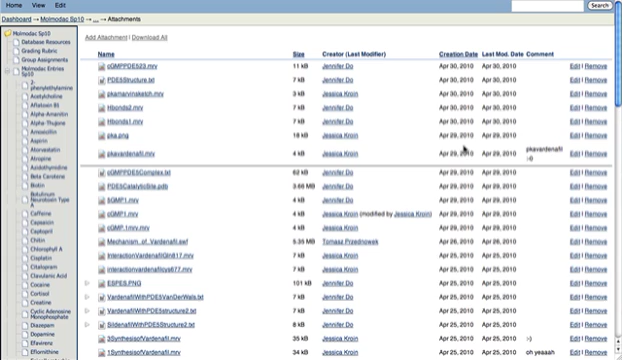 Home View Edit Search
Dashboard → Molmodac Sp10 → ... → Attachments
Molmodac Sp10
Database Resources
Grading Rubric
Group Assignments
Molmodac Entries Sp10
2-phenylethylamine
Acetylcholine
Aflatoxin B1
Alpha-Amanitin
Alpha-Thujone
Amoxicillin
Aspirin
Atorvastatin
Atropine
Azidothymidine
Beta Carotene
Biotin
Botulinum Neurotoxin Type A
Caffeine
Capsaicin
Captopril
Chitin
Chlorophyll A
Cisplatin
Citalopram
Clavulanic Acid
Cocaine
Cortisol
Creatine
Cyclic Adenosine Monophosphate
Diazepam
Dopamine
Efavirenz
Eflornithine
Add Attachment | Download All
Name Size Creator (Last Modifier) Creation Date Last Mod. Date Comment
cGMPPDE523.mrv 11 kB Jennifer Do Apr 30, 2010 Apr 30, 2010 Edit | Remove
PDE5Structure.txt 7 kB Jennifer Do Apr 30, 2010 Apr 30, 2010 Edit | Remove
pkamarvinsketch.mrv 3 kB Jessica Kroin Apr 30, 2010 Apr 30, 2010 Edit | Remove
Hbonds2.mrv 7 kB Jennifer Do Apr 30, 2010 Apr 30, 2010 Edit | Remove
Hbonds1.mrv 7 kB Jennifer Do Apr 30, 2010 Apr 30, 2010 Edit | Remove
pka.png 18 kB Jessica Kroin Apr 29, 2010 Apr 29, 2010 Edit | Remove
pkavardenafil.mrv 4 kB Jessica Kroin Apr 29, 2010 Apr 29, 2010 pkavardenafil Edit | Remove
cGMPPDE5Complex.txt 62 kB Jennifer Do Apr 29, 2010 Apr 29, 2010 Edit | Remove
PDE5CatalyticSite.pdb 3.66 MB Jennifer Do Apr 29, 2010 Apr 29, 2010 Edit | Remove
5GMP1.mrv 4 kB Jennifer Do Apr 29, 2010 Apr 29, 2010 Edit | Remove
cGMP1.mrv 4 kB Jessica Kroin (modified by Jessica Kroin) Apr 29, 2010 Apr 29, 2010 Edit | Remove
cGMP.1mrv.mrv 4 kB Jessica Kroin Apr 29, 2010 Apr 29, 2010 Edit | Remove
Mechanism_of_Vardenafil.swf 5.35 MB Tomasz Przednowek Apr 26, 2010 Apr 26, 2010 Edit | Remove
InteractionVardenafilGln817.mrv 7 kB Jessica Kroin Apr 25, 2010 Apr 25, 2010 Edit | Remove
7 kB Jessica Kroin Apr 25, 2010 Apr 25, 2010 Edit | Remove
ESPES.PNG 101 kB Jennifer Do Apr 25, 2010 Apr 25, 2010 Edit | Remove
VardenafilWithPDE5VanDerWals.txt 7 kB Jennifer Do Apr 25, 2010 Apr 25, 2010 Edit | Remove
VardenafilWithPDE5structure2.txt 7 kB Jennifer Do Apr 25, 2010 Apr 25, 2010 Edit | Remove
SildenafilWithPDE5Structure2.txt 8 kB Jennifer Do Apr 25, 2010 Apr 25, 2010 Edit | Remove
3SynthesisofVardenafil.mrv 35 kB Jessica Kroin Apr 25, 2010 Apr 25, 2010 :) Edit | Remove
1SynthesisofVardenafil.mrv 34 kB Jessica Kroin Apr 25, 2010 Apr 25, 2010 oh yeaaah Edit | Remove